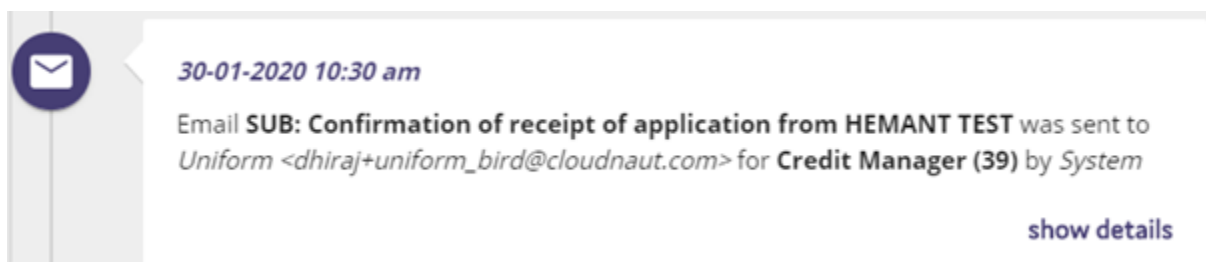 30-01-2020 10:30 am
Email SUB: Confirmation of receipt of application from HEMANT TEST was sent to
Uniform <dhiraj+uniform_bird@cloudnaut.com> for Credit Manager (39) by System
show details